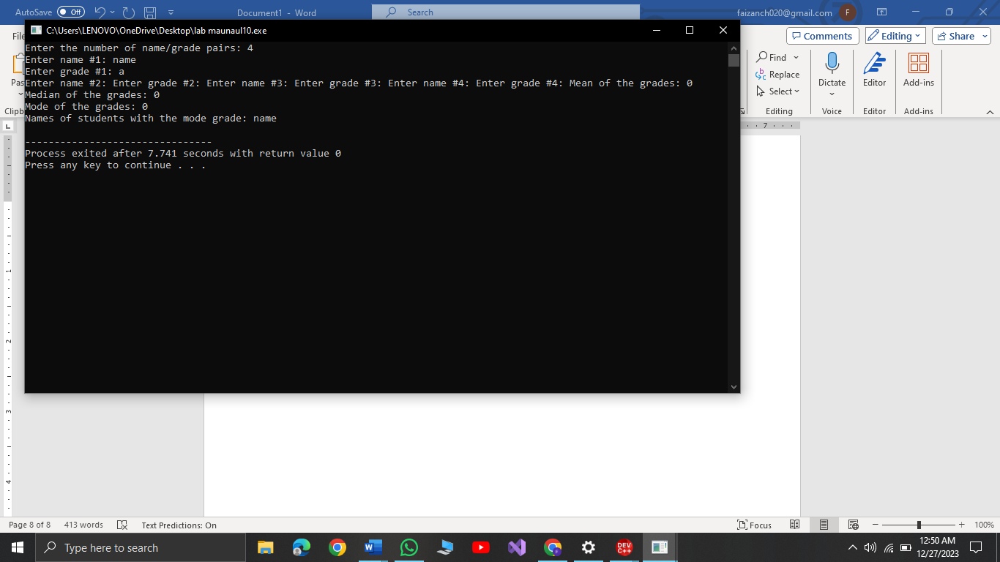 AutoSave Off Document1 - Word Search faizanch020@gmail.com F
C:\Users\LENOVO\OneDrive\Desktop\lab maunaul10.exe
Comments Editing Share
Enter the number of name/grade pairs: 4
Enter name #1: name
Enter grade #1: a
Enter name #2: Enter grade #2: Enter name #3: Enter grade #3: Enter name #4: Enter grade #4: Mean of the grades: 0
Median of the grades: 0
Mode of the grades: 0
Names of students with the mode grade: name
--------------------------------
Process exited after 7.741 seconds with return value 0
Press any key to continue . . .
Find
Replace
Select
Dictate
Editor
Add-ins
Editing Voice Editor Add-ins
7
1
2
3
4
Page 8 of 8 413 words Text Predictions: On Focus 100%
Type here to search
DEV C++
12:50 AM
12/27/2023